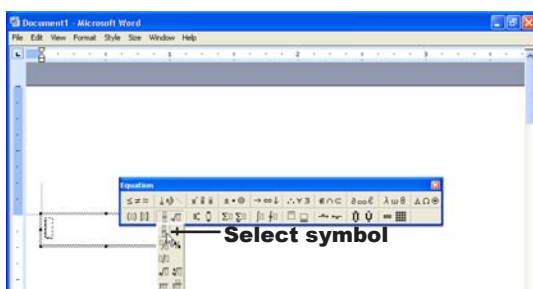 Document1 - Microsoft Word
File Edit View Format Style Size Window Help
Equation
Select symbol